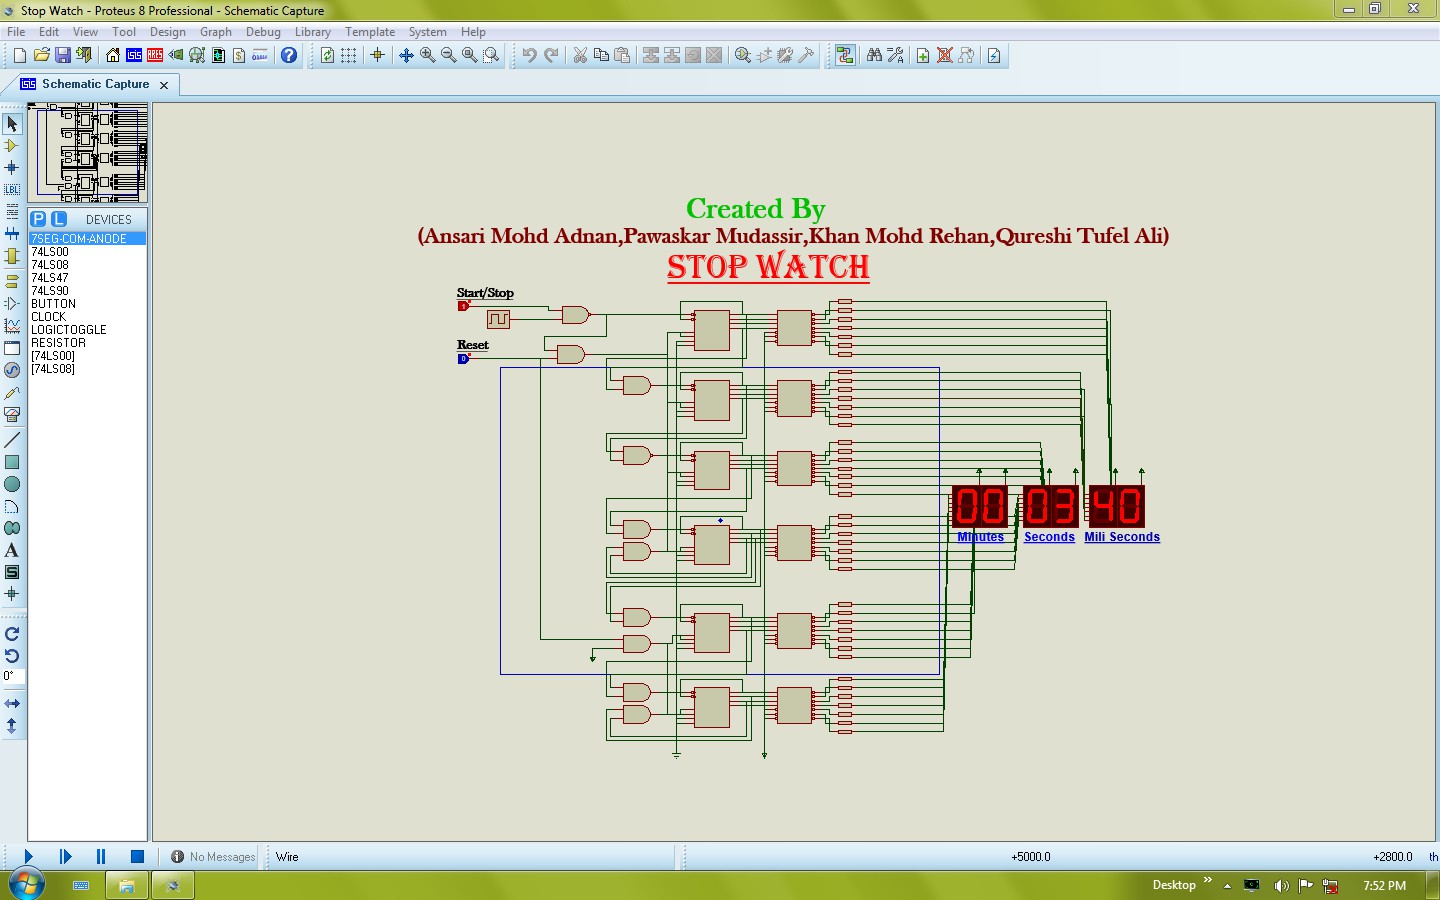 Stop Watch - Proteus 8 Professional - Schematic Capture
File Edit View Tool Design Graph Debug Library Template System Help
Schematic Capture
P L DEVICES
7SEG-COM-ANODE
74LS00
74LS08
74LS47
74LS90
BUTTON
CLOCK
LOGICTOGGLE
RESISTOR
[74LS00]
[74LS08]
LBL
A
S
0°
Created By
(Ansari Mohd Adnan,Pawaskar Mudassir,Khan Mohd Rehan,Qureshi Tufel Ali)
STOP WATCH
Start/Stop
Reset
00 03 40
Minutes Seconds Mili Seconds
No Messages Wire +5000.0 +2800.0 th
Desktop 7:52 PM